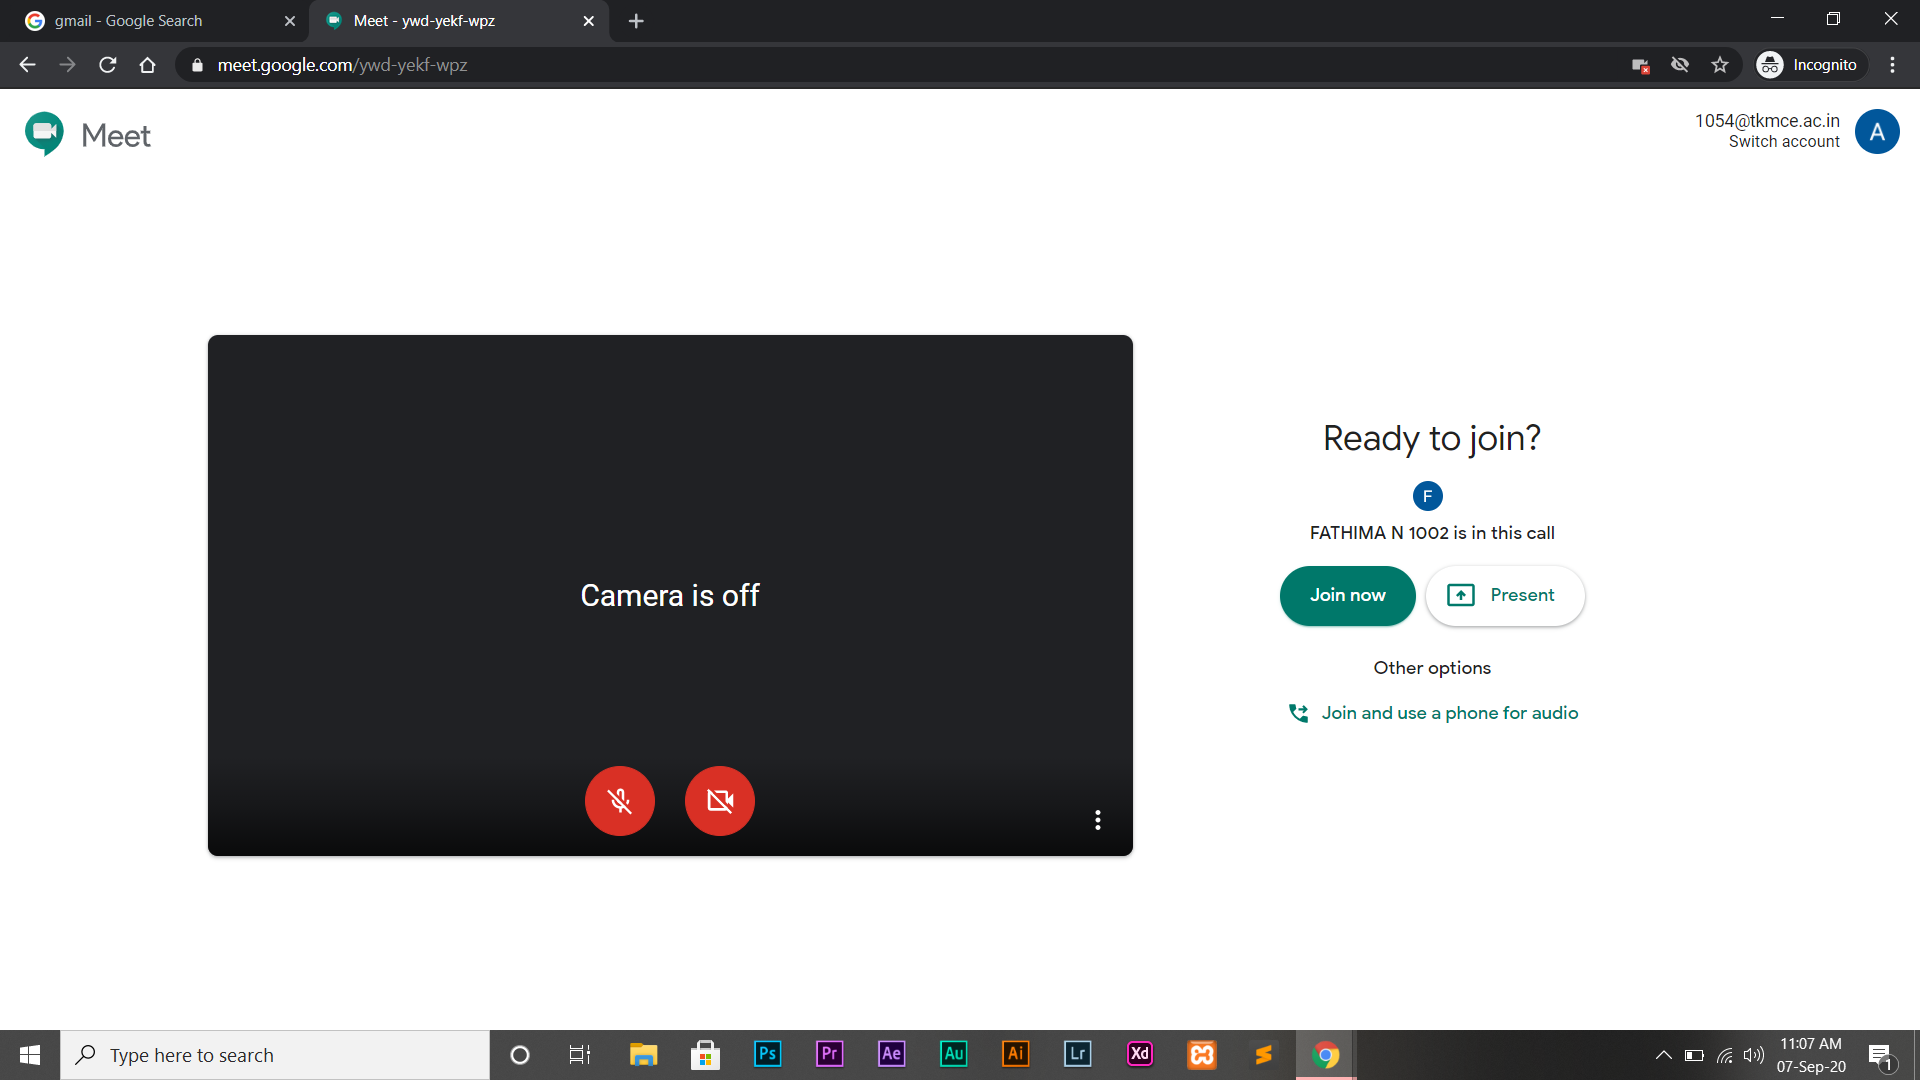 gmail - Google Search
Meet - ywd-yekf-wpz
meet.google.com/ywd-yekf-wpz
Incognito
Meet
1054@tkmce.ac.in
Switch account
A
Camera is off
Ready to join?
F
FATHIMA N 1002 is in this call
Join now
Present
Other options
Join and use a phone for audio
Type here to search
Ps
Pr
Ae
Au
Ai
Lr
Xd
11:07 AM
07-Sep-20
1